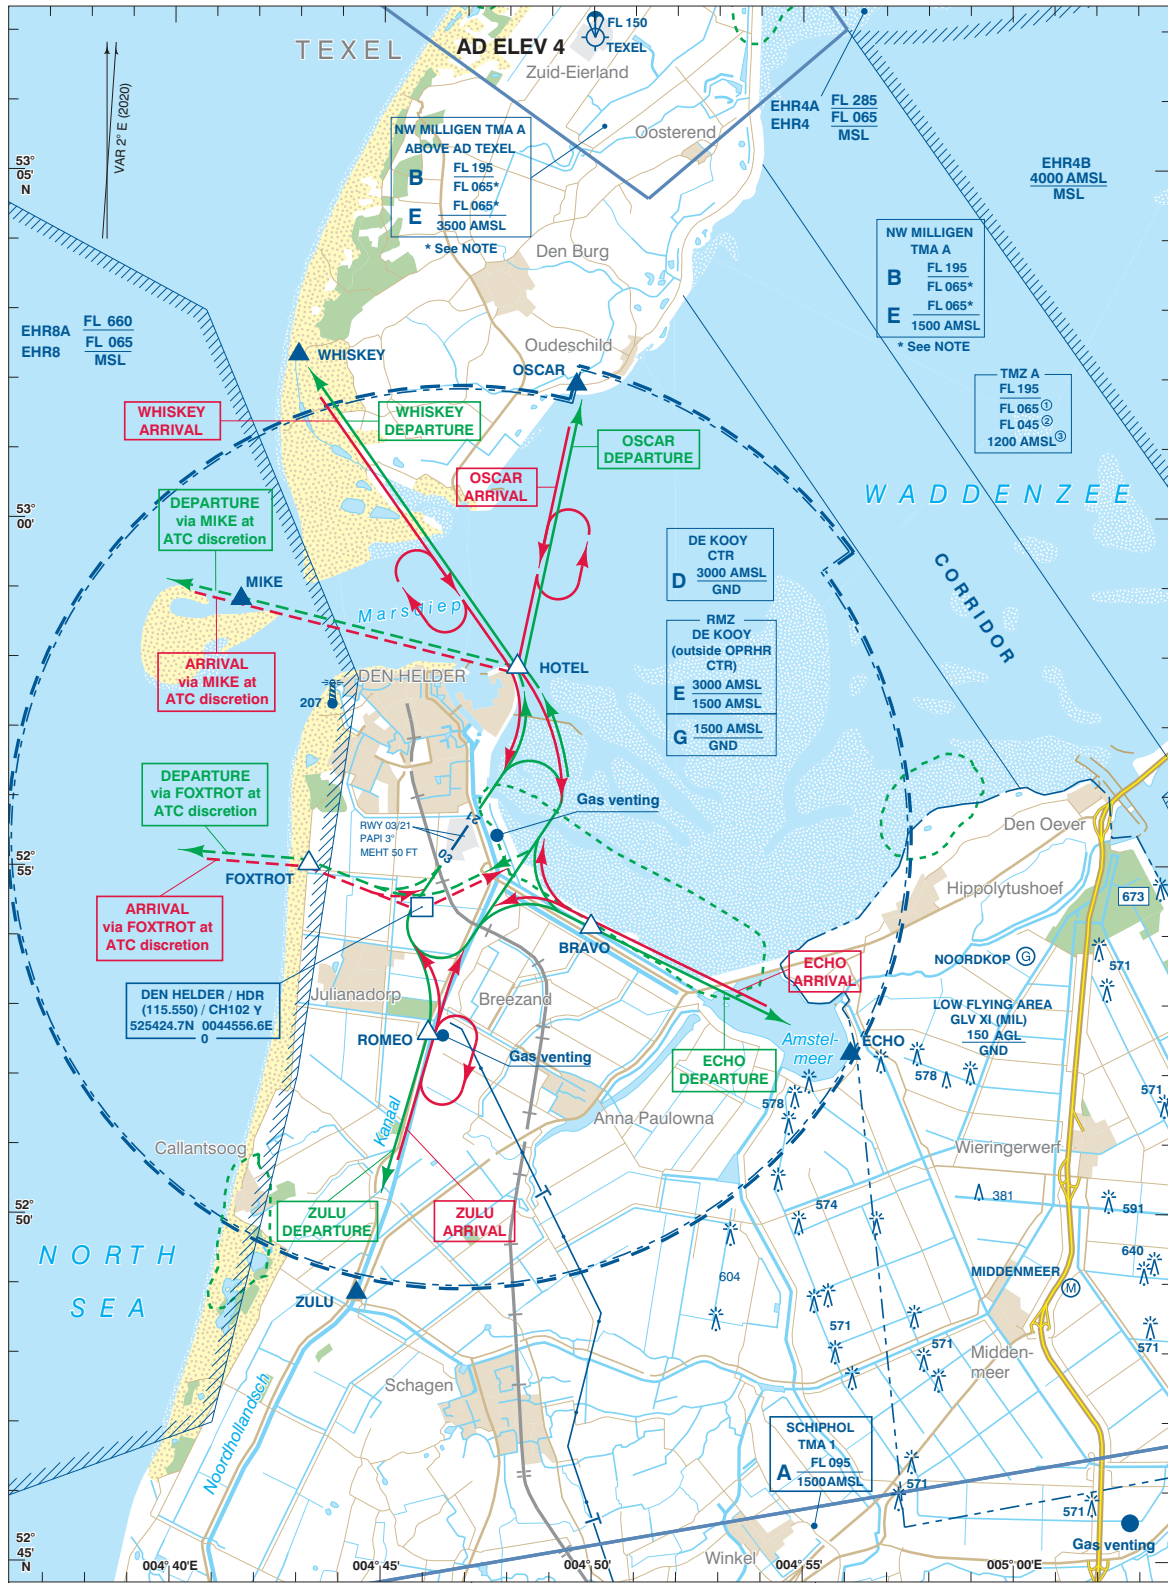 TEXEL
AD ELEV 4
FL 150
TEXEL
Zuid-Eierland
VAR 2° E (2020)
NW MILLIGEN TMA A
ABOVE AD TEXEL
B FL 195
FL 065*
E FL 065*
3500 AMSL
* See NOTE
Oosterend
EHR4A
EHR4
FL 285
FL 065
MSL
EHR4B
4000 AMSL
MSL
53°
05'
N
Den Burg
NW MILLIGEN
TMA A
B FL 195
FL 065*
E FL 065*
1500 AMSL
* See NOTE
EHR8A FL 660
FL 065
EHR8
MSL
WHISKEY
Oudeschild
OSCAR
TMZ A
FL 195
FL 065①
FL 045②
1200 AMSL③
WHISKEY
ARRIVAL
WHISKEY
DEPARTURE
OSCAR
DEPARTURE
OSCAR
ARRIVAL
WADDENZEE
53°
00'
DEPARTURE
via MIKE at
ATC discretion
MIKE
Marsdiep
DE KOOY
CTR
D 3000 AMSL
GND
CORRIDOR
RMZ
DE KOOY
(outside OPRHR
CTR)
E 3000 AMSL
1500 AMSL
G 1500 AMSL
GND
ARRIVAL
via MIKE at
ATC discretion
DEN HELDER
HOTEL
207
DEPARTURE
via FOXTROT at
ATC discretion
Gas venting
RWY 03/21
PAPI 3°
MEHT 50 FT
21
03
Den Oever
52°
55'
FOXTROT
Hippolytushoef
673
ARRIVAL
via FOXTROT at
ATC discretion
BRAVO
ECHO
ARRIVAL
NOORDKOP G
571
DEN HELDER / HDR
(115.550) / CH102 Y
525424.7N 0044556.6E
0
Julianadorp
Breezand
LOW FLYING AREA
GLV XI (MIL)
150 AGL
GND
ROMEO
Gas venting
Amstel-
meer
ECHO
ECHO
DEPARTURE
578
578
571
Anna Paulowna
Kanaal
Callantsoog
Wieringerwerf
381
591
52°
50'
ZULU
DEPARTURE
ZULU
ARRIVAL
574
640
NORTH
SEA
604
MIDDENMEER
M
ZULU
571
571
571
Midden-
meer
Schagen
Noordhollandsch
SCHIPHOL
TMA 1
A FL 095
1500 AMSL
571
571
Gas venting
52°
45'
N
004° 40'E
004° 45'
004° 50'
Winkel
004° 55'
005° 00'E